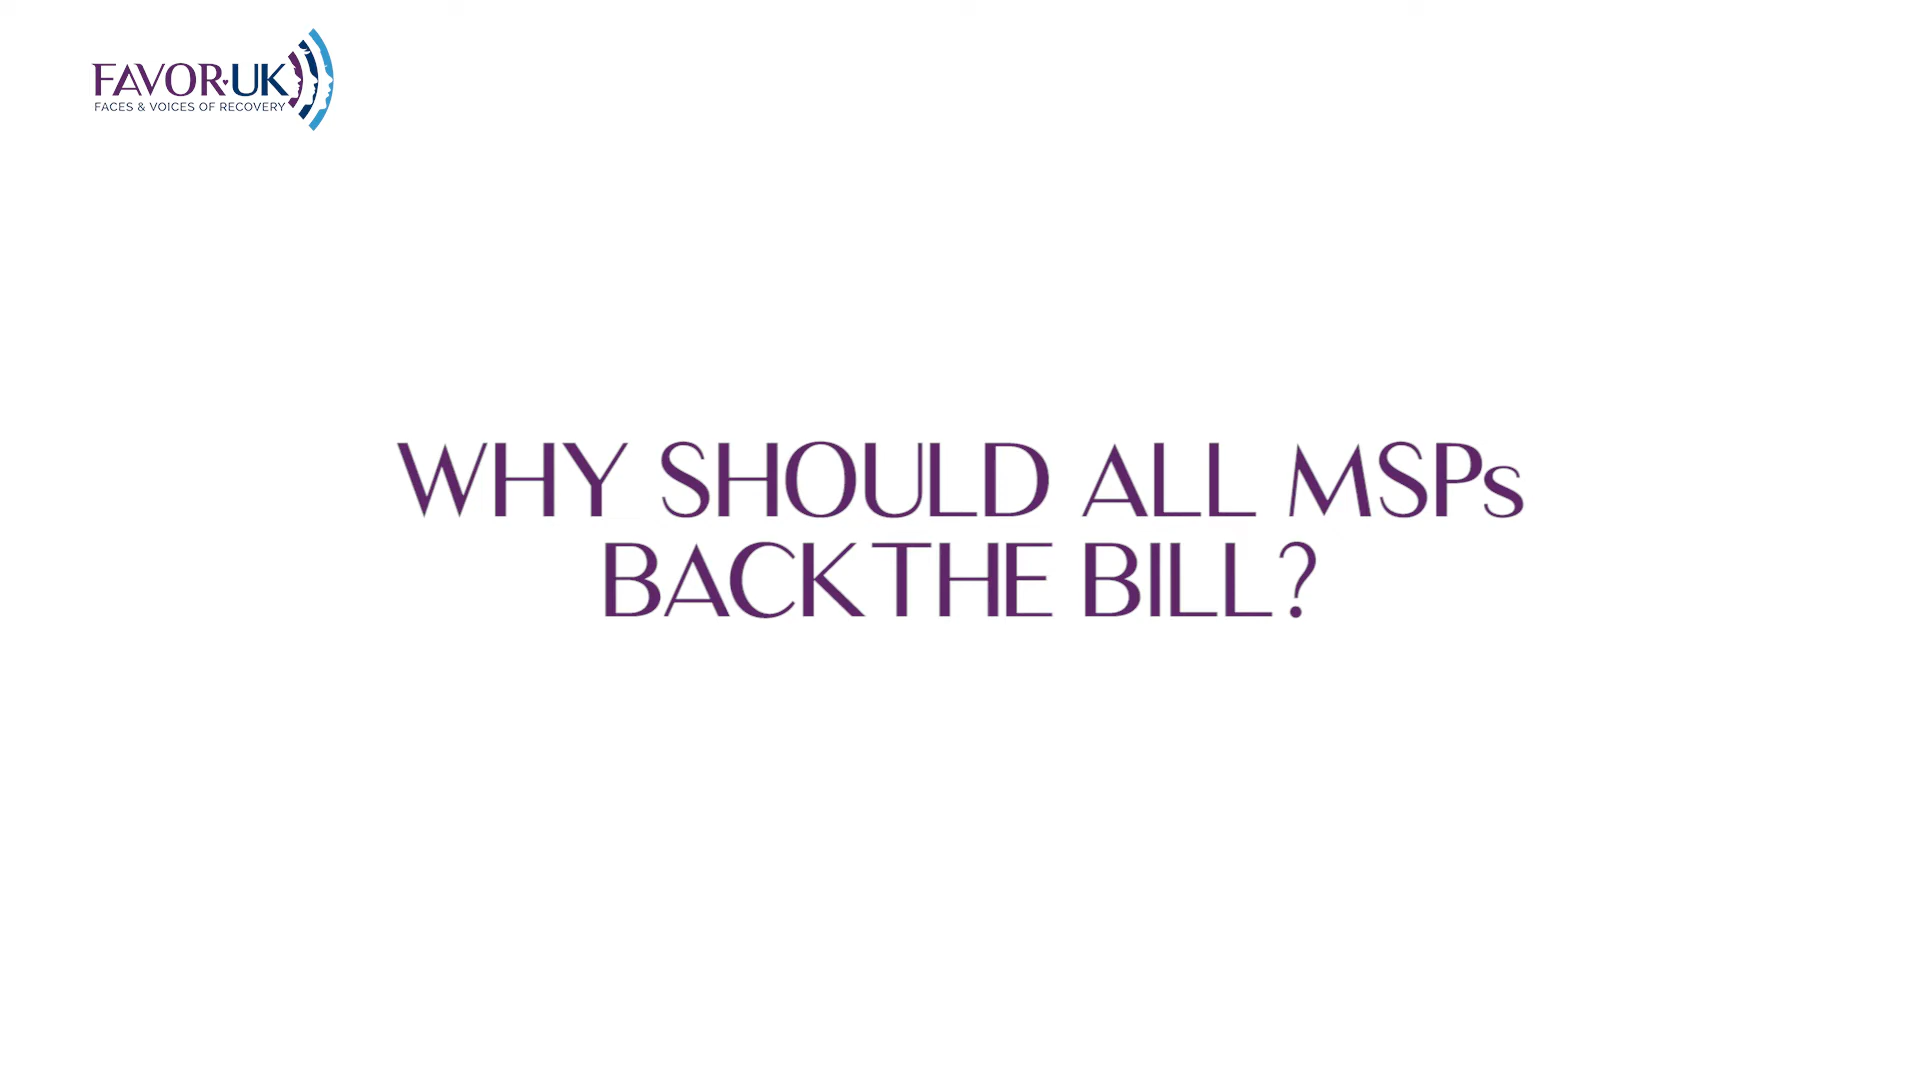 FAVOR UK
FACES & VOICES OF RECOVERY
WHY SHOULD ALL MSPs
BACK THE BILL?